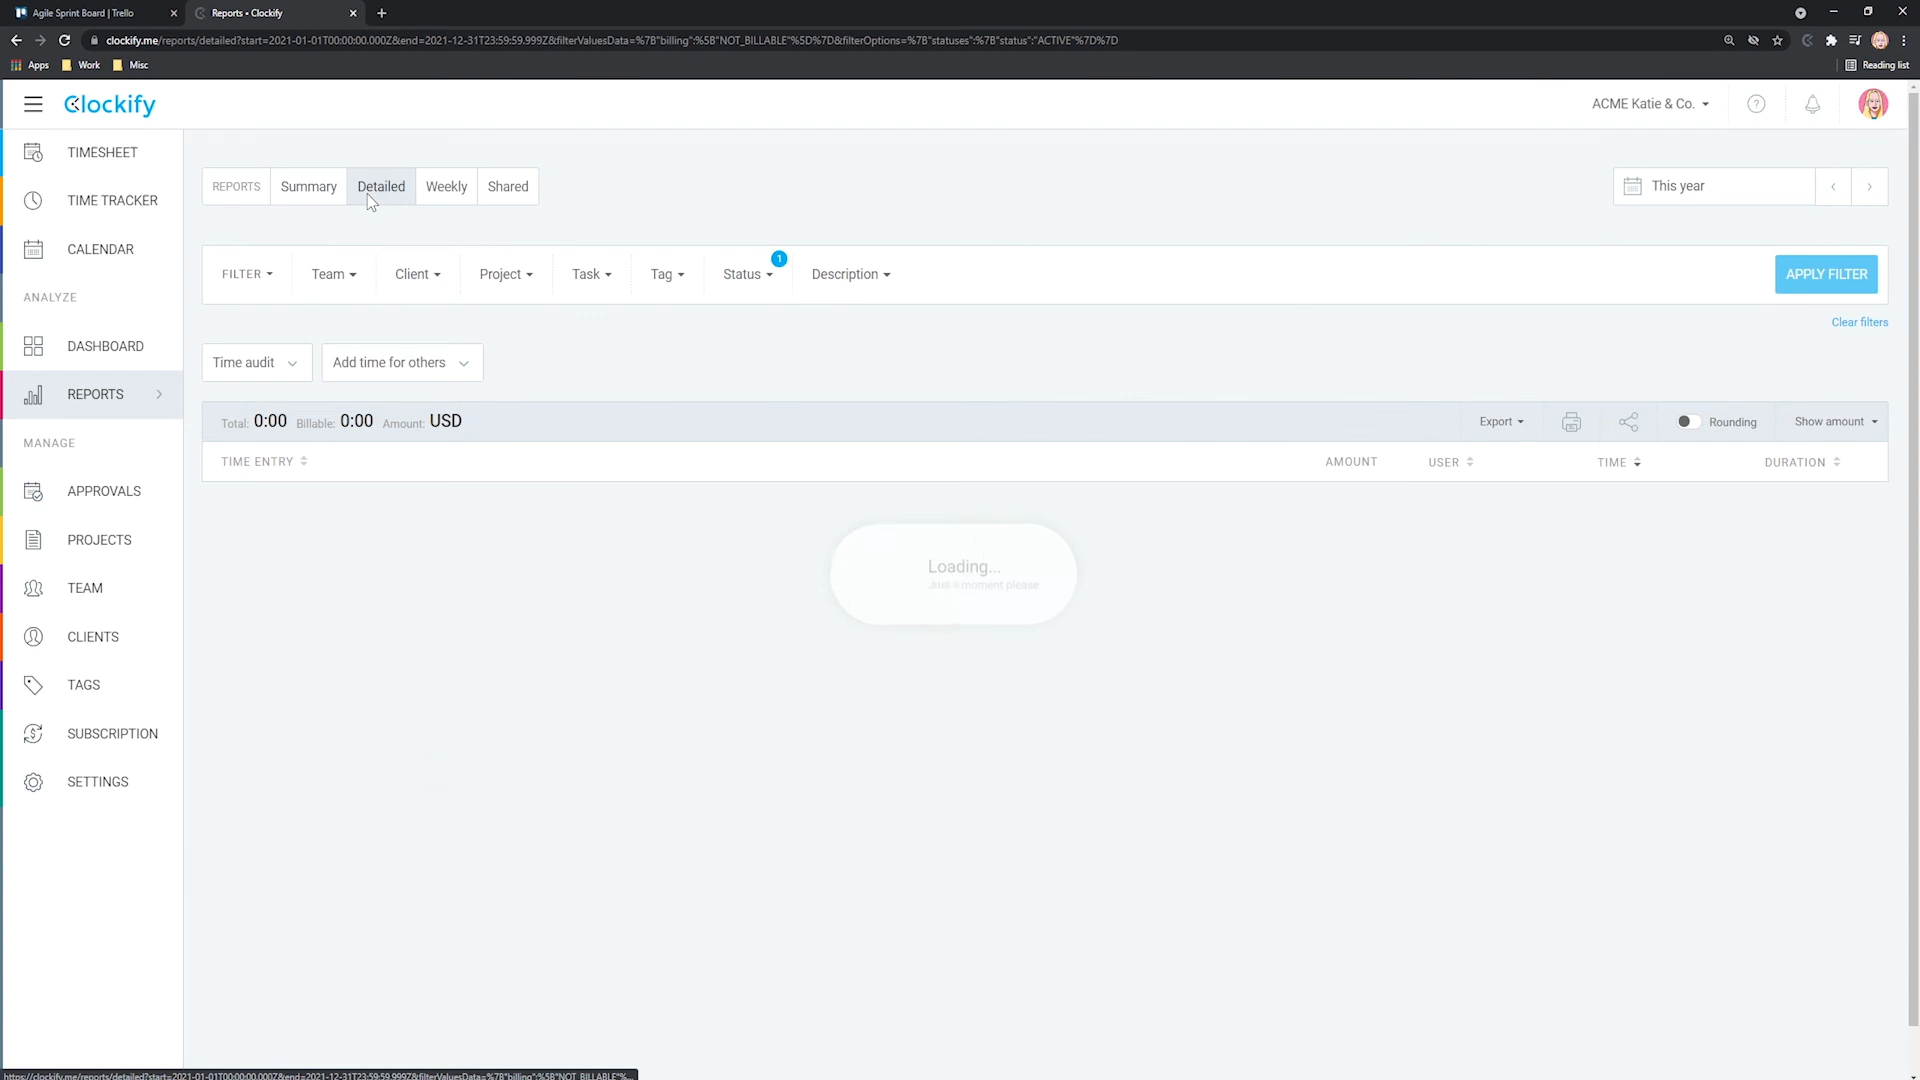 Agile Sprint Board | Trello
Reports • Clockify
clockify.me/reports/detailed?start=2021-01-01T00:00:00.000Z&end=2021-12-31T23:59:59.999Z&filterValuesData=%7B"billing":%5B"NOT_BILLABLE"%5D%7D&filterOptions=%7B"statuses":%7B"status":"ACTIVE"%7D%7D
Apps
Work
Misc
Reading list
Clockify
ACME Katie & Co.
TIMESHEET
TIME TRACKER
CALENDAR
ANALYZE
DASHBOARD
REPORTS
MANAGE
APPROVALS
PROJECTS
TEAM
CLIENTS
TAGS
SUBSCRIPTION
SETTINGS
REPORTS Summary Detailed Weekly Shared
This year
FILTER Team Client Project Task Tag Status 1 Description
APPLY FILTER
Clear filters
Time audit
Add time for others
Total: 0:00 Billable: 0:00 Amount: USD
Export
Rounding
Show amount
TIME ENTRY AMOUNT USER TIME DURATION
Loading...
Just a moment please
https://clockify.me/reports/detailed?start=2021-01-01T00:00:00.000Z&end=2021-12-31T23:59:59.999Z&filterValuesData=%7B"billing":%5B"NOT_BILLABLE"%...